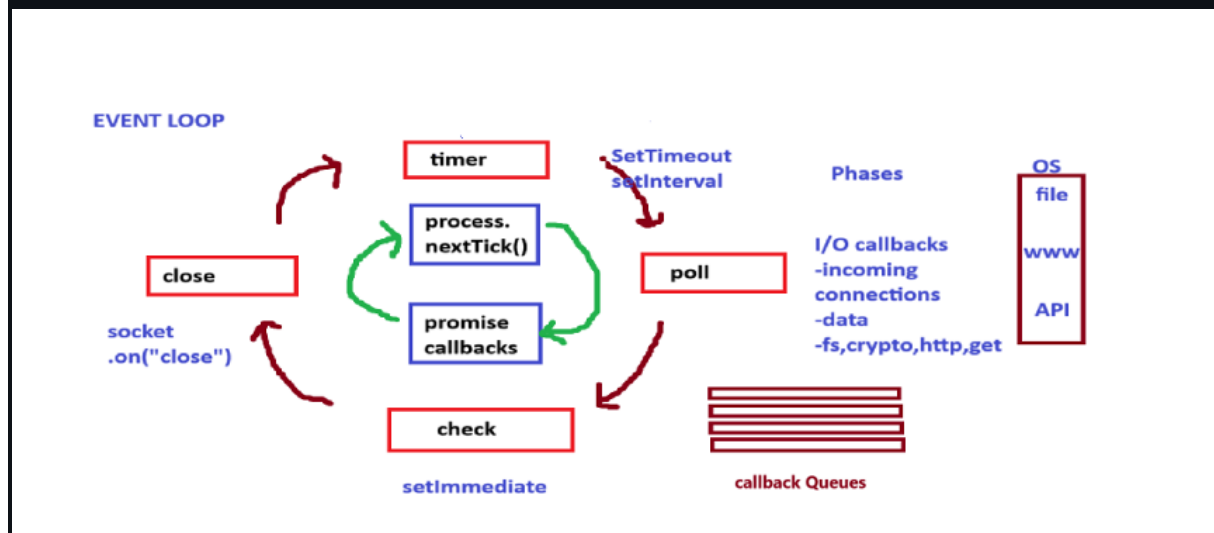 EVENT LOOP
timer
SetTimeout
setInterval
Phases
OS
file
www
API
process.
nextTick()
close
poll
I/O callbacks
-incoming
connections
-data
-fs,crypto,http,get
socket
.on("close")
promise
callbacks
check
setImmediate
callback Queues